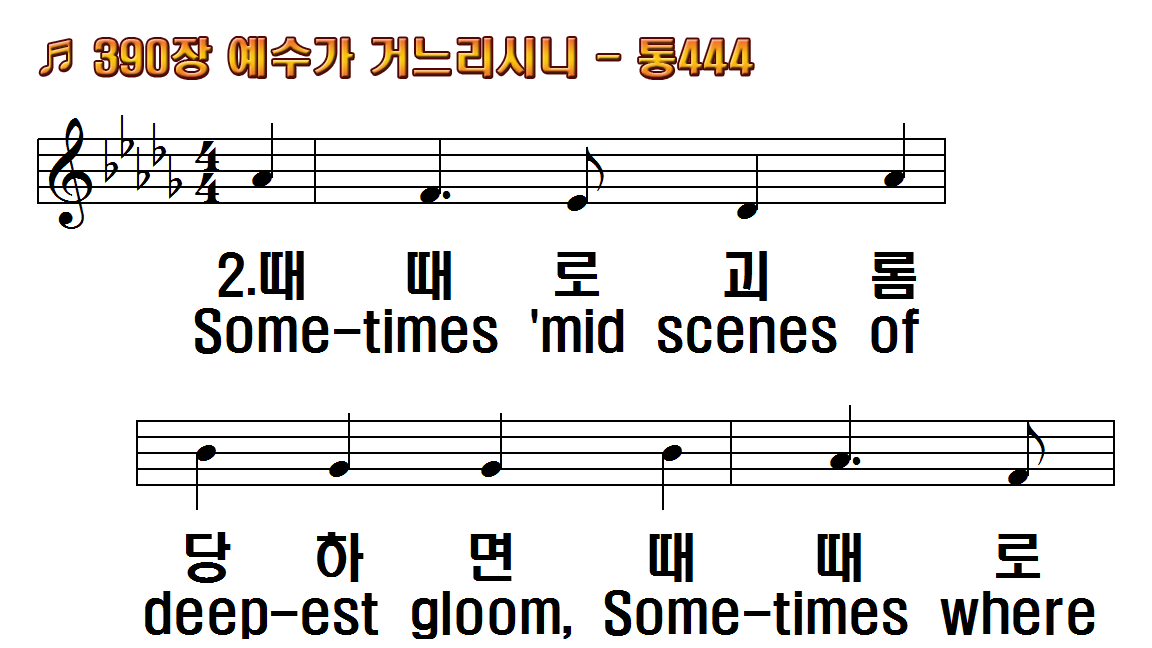 ♬ 390장 예수가 거느리시니 - 통444
4
4
2.때 때 로 괴 롬
Some-times 'mid scenes of
당 하 면 때 때 로
deep-est gloom, Some-times where